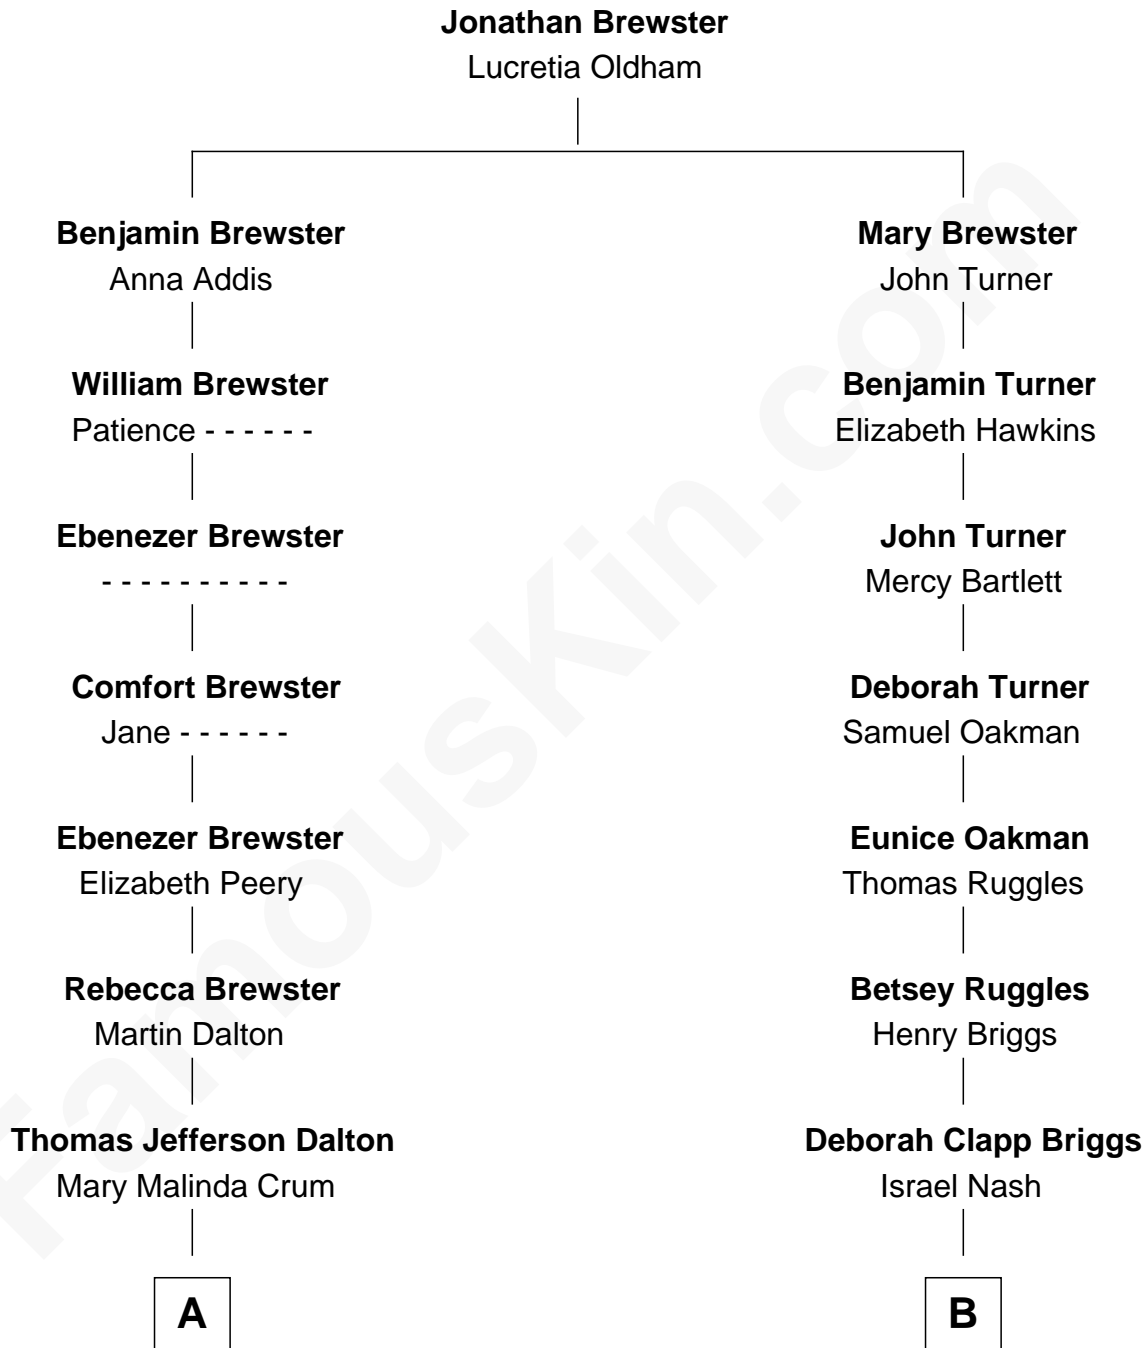 Jonathan Brewster
Lucretia Oldham
Benjamin Brewster
Anna Addis
Mary Brewster
John Turner
William Brewster
Patience - - - - - -
Benjamin Turner
Elizabeth Hawkins
Ebenezer Brewster
- - - - - - - - - -
John Turner
Mercy Bartlett
Comfort Brewster
Jane - - - - - -
Deborah Turner
Samuel Oakman
Ebenezer Brewster
Elizabeth Peery
Eunice Oakman
Thomas Ruggles
Rebecca Brewster
Martin Dalton
Betsey Ruggles
Henry Briggs
Thomas Jefferson Dalton
Mary Malinda Crum
Deborah Clapp Briggs
Israel Nash
A
B
FamousKin.com